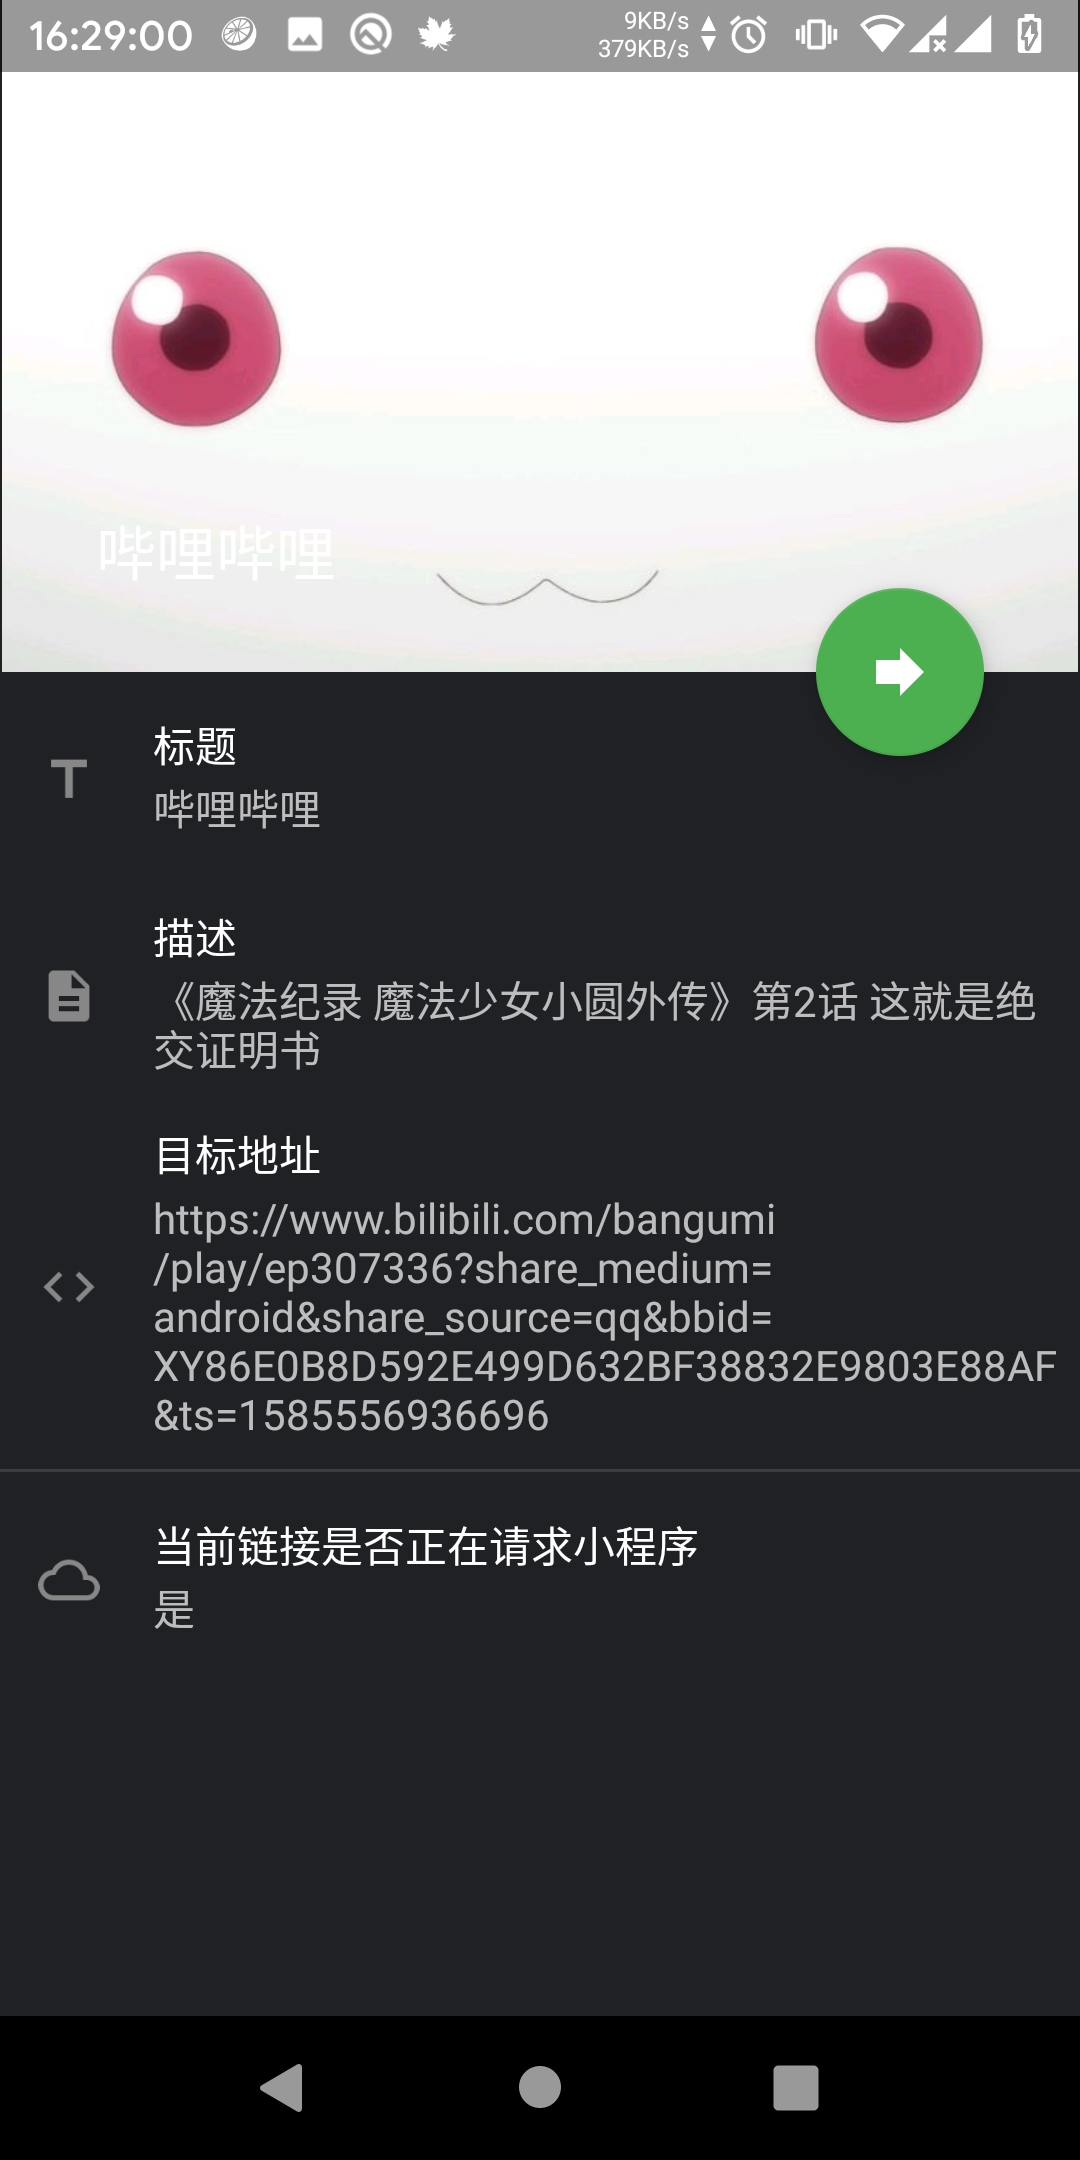 16:29:00
9KB/s
379KB/s
哔哩哔哩
标题
哔哩哔哩
描述
《魔法纪录 魔法少女小圆外传》第2话 这就是绝
交证明书
目标地址
https://www.bilibili.com/bangumi
/play/ep307336?share_medium=
android&share_source=qq&bbid=
XY86E0B8D592E499D632BF38832E9803E88AF
&ts=1585556936696
当前链接是否正在请求小程序
是